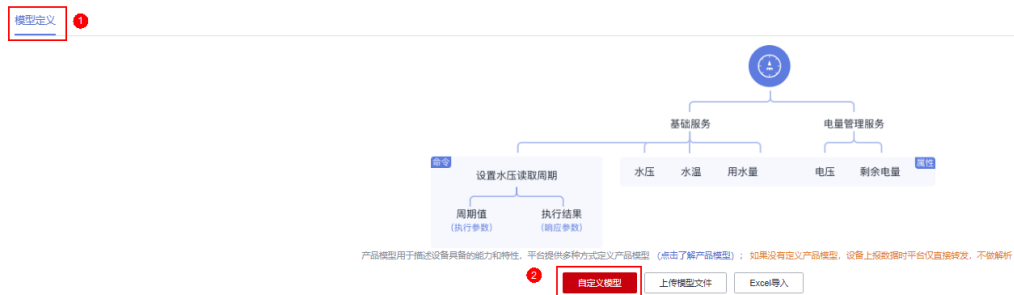 模型定义
1
基础服务
电量管理服务
命令
设置水压读取周期
水压
水温
用水量
电压
剩余电量
属性
周期值
执行结果
(执行参数)
(响应参数)
产品模型用于描述设备具备的能力和特性，平台提供多种方式定义产品模型 (点击了解产品模型) ；如果没有定义产品模型，设备上报数据时平台仅直接转发，不做解析
2
自定义模型
上传模型文件
Excel导入